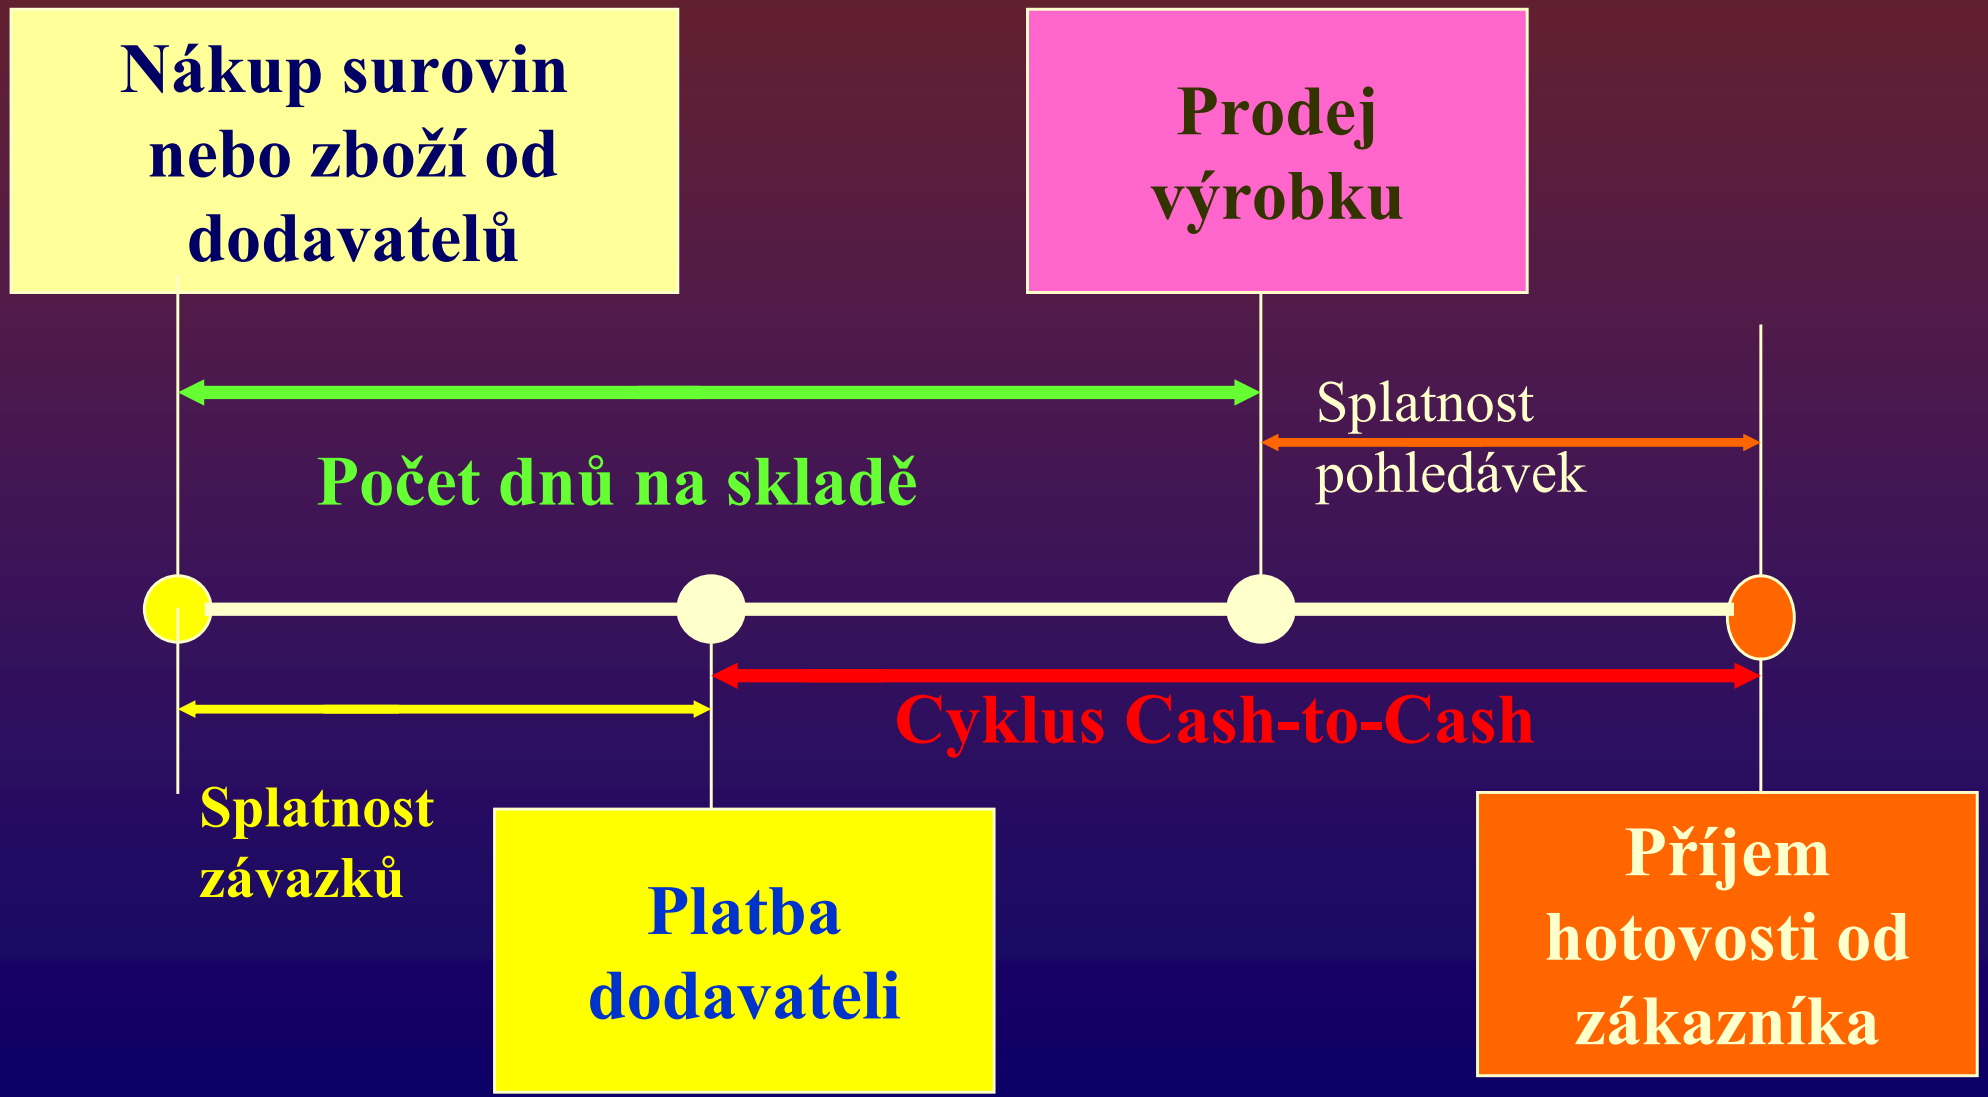 Nákup surovin
nebo zboží od
dodavatelů
Prodej
výrobku
Splatnost
pohledávek
Počet dnů na skladě
Cyklus Cash-to-Cash
Splatnost
závazků
Platba
dodavateli
Příjem
hotovosti od
zákazníka